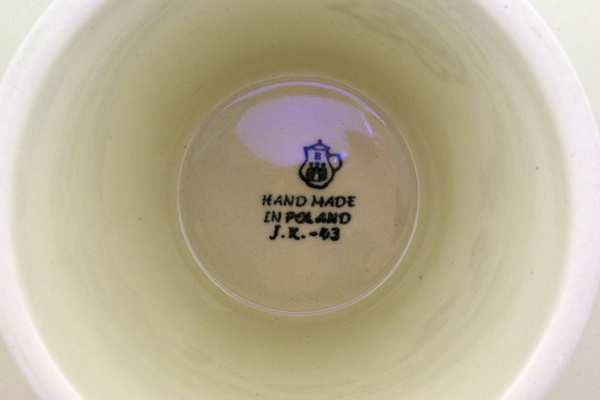 B
HAND MADE
IN POLAND
J.K.-43